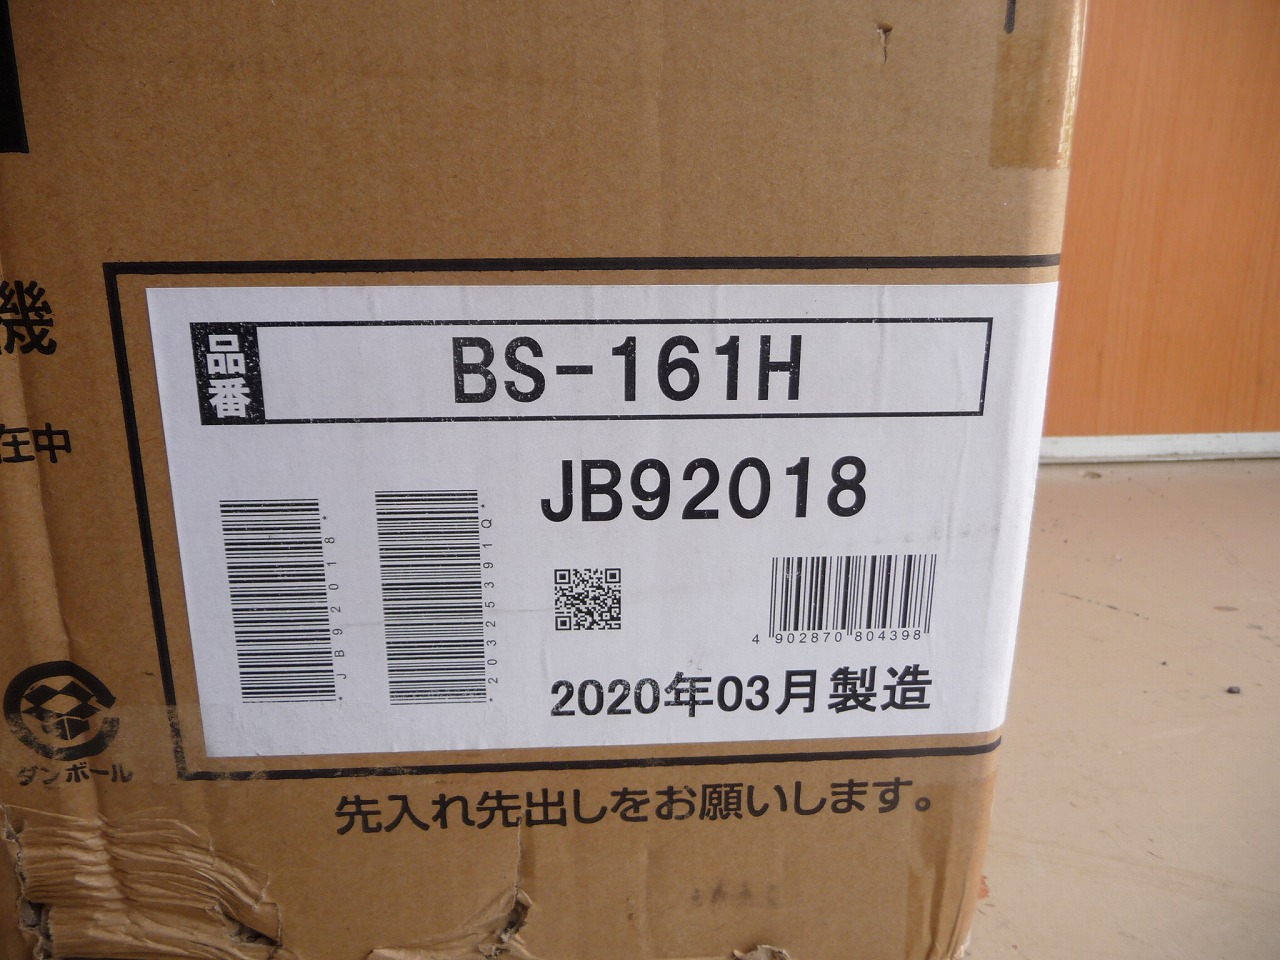 機
在中
品番
BS-161H
JB92018
*JB92018*
*20325391Q*
4 902870 804398
2020年03月製造
ダンボール
先入れ先出しをお願いします。